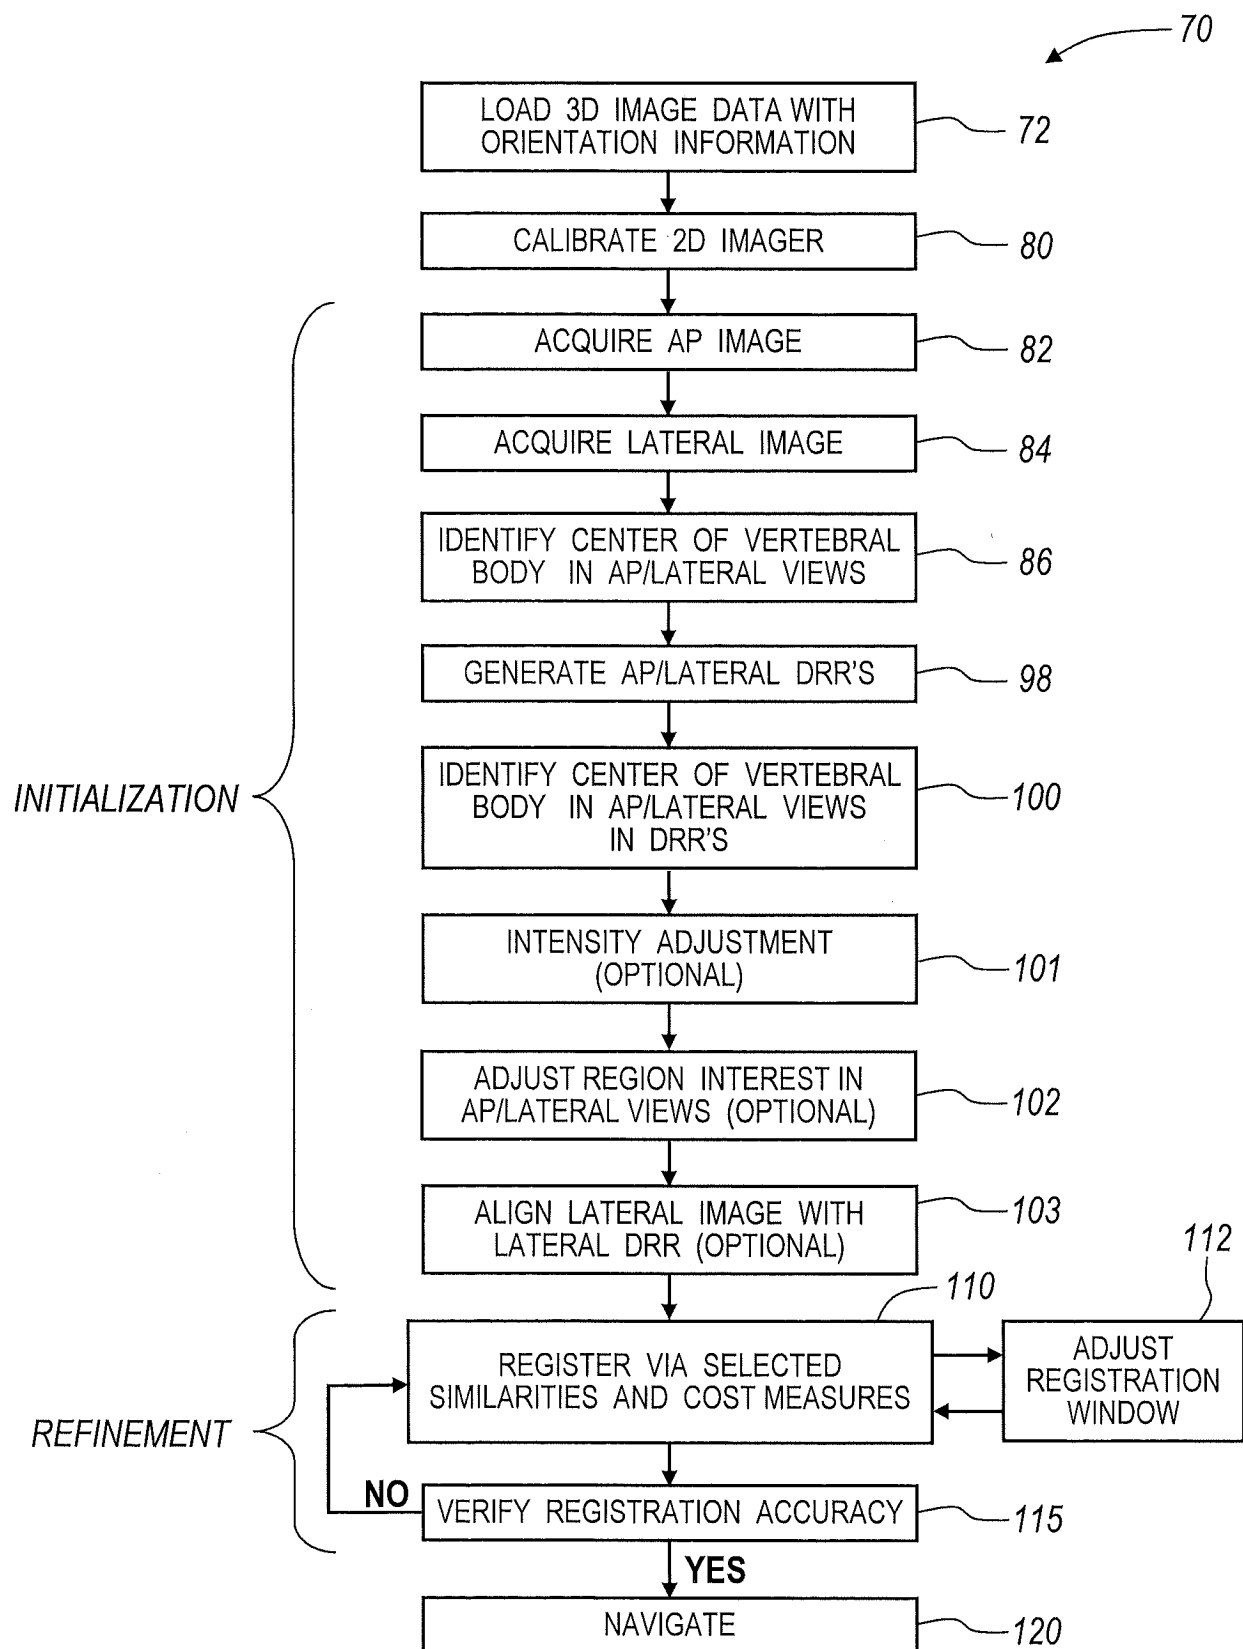 70
LOAD 3D IMAGE DATA WITH
ORIENTATION INFORMATION
72
CALIBRATE 2D IMAGER
80
ACQUIRE AP IMAGE
82
ACQUIRE LATERAL IMAGE
84
IDENTIFY CENTER OF VERTEBRAL
BODY IN AP/LATERAL VIEWS
86
GENERATE AP/LATERAL DRR'S
98
INITIALIZATION
IDENTIFY CENTER OF VERTEBRAL
BODY IN AP/LATERAL VIEWS
IN DRR'S
100
INTENSITY ADJUSTMENT
(OPTIONAL)
101
ADJUST REGION INTEREST IN
AP/LATERAL VIEWS (OPTIONAL)
102
ALIGN LATERAL IMAGE WITH
LATERAL DRR (OPTIONAL)
103
110
112
REGISTER VIA SELECTED
SIMILARITIES AND COST MEASURES
ADJUST
REGISTRATION
WINDOW
REFINEMENT
NO
VERIFY REGISTRATION ACCURACY
115
YES
NAVIGATE
120